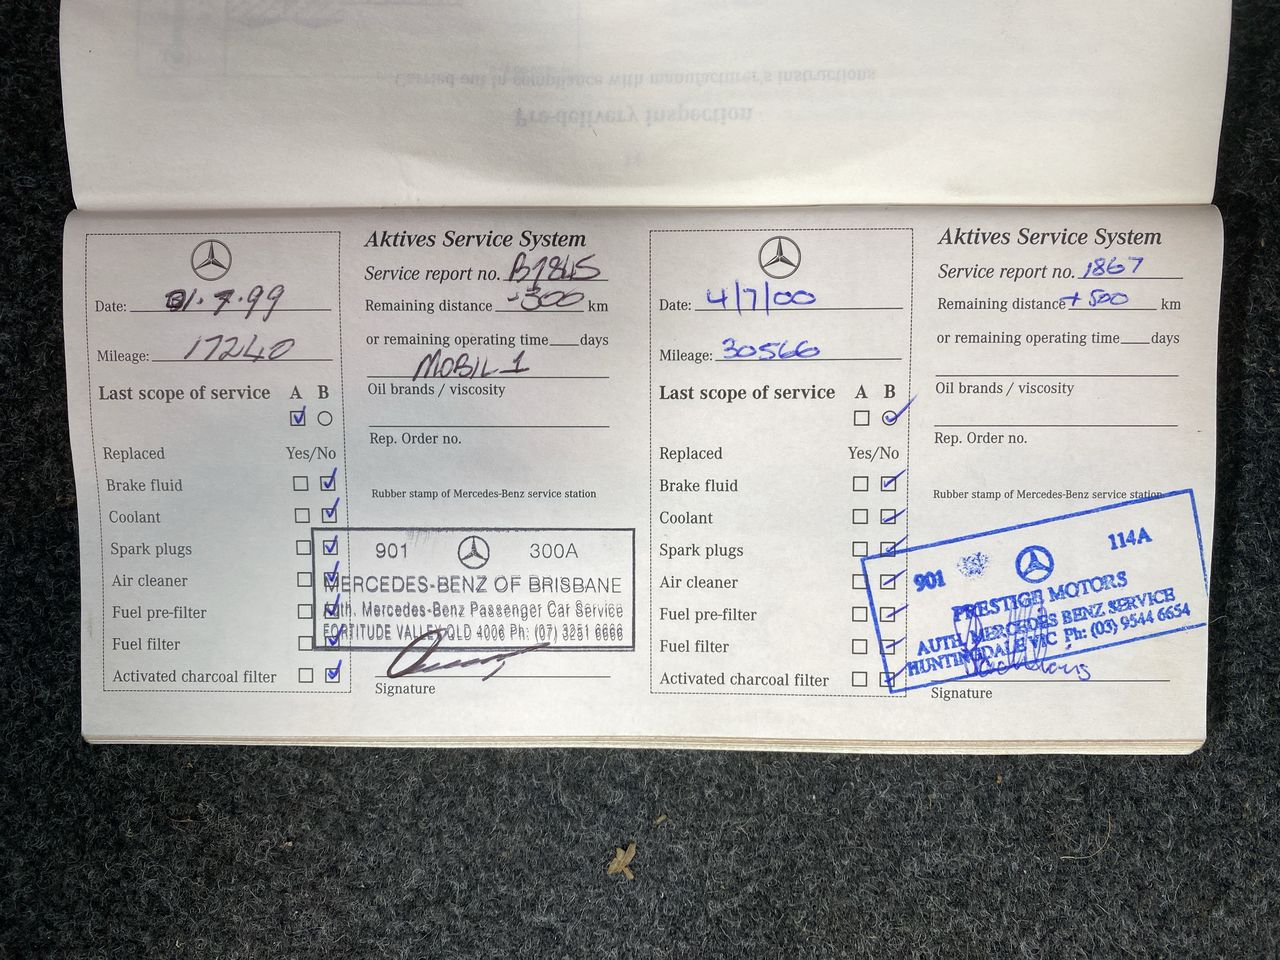 Carried out in compliance with manufacturer's instructions
Pre-delivery inspection
Date: 31.7.99
Mileage: 17240
Last scope of service A B
Replaced Yes/No
Brake fluid
Coolant
Spark plugs
Air cleaner
Fuel pre-filter
Fuel filter
Activated charcoal filter
Aktives Service System
Service report no. B7845
Remaining distance -300 km
or remaining operating time days
MOBIL 1
Oil brands / viscosity
Rep. Order no.
Rubber stamp of Mercedes-Benz service station
901 300A
MERCEDES-BENZ OF BRISBANE
Auth. Mercedes-Benz Passenger Car Service
FORTITUDE VALLEY QLD 4006 Ph: (07) 3251 6666
Signature
Date: 4/7/00
Mileage: 30566
Last scope of service A B
Replaced Yes/No
Brake fluid
Coolant
Spark plugs
Air cleaner
Fuel pre-filter
Fuel filter
Activated charcoal filter
Aktives Service System
Service report no. 1867
Remaining distance + 500 km
or remaining operating time days
Oil brands / viscosity
Rep. Order no.
Rubber stamp of Mercedes-Benz service station
901 114A
PRESTIGE MOTORS
AUTH. MERCEDES BENZ SERVICE
HUNTINGDALE VIC Ph: (03) 9544 6654
Signature